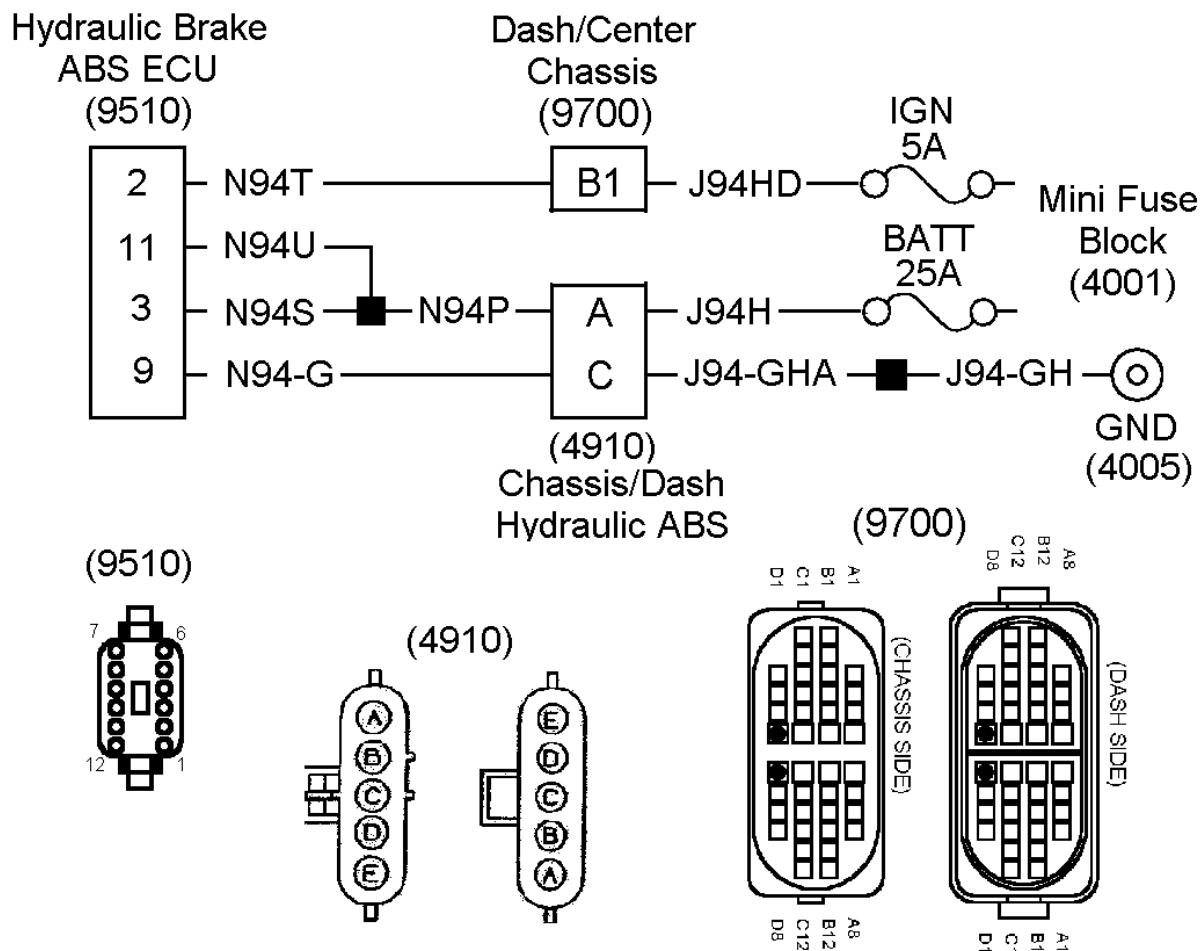 Hydraulic Brake
ABS ECU
(9510)
Dash/Center
Chassis
(9700)
IGN
5A
2 N94T B1 J94HD
Mini Fuse
Block
(4001)
11 N94U
BATT
25A
3 N94S N94P A J94H
9 N94-G C J94-GHA J94-GH
GND
(4005)
(4910)
Chassis/Dash
Hydraulic ABS
(9510)
7 6
12 1
(4910)
A
B
C
D
E
E
D
C
B
A
(9700)
D1 C1 B1 A1
(CHASSIS SIDE)
D8 C12 B12 A8
D8 C12 B12 A8
(DASH SIDE)
D1 C1 B1 A1